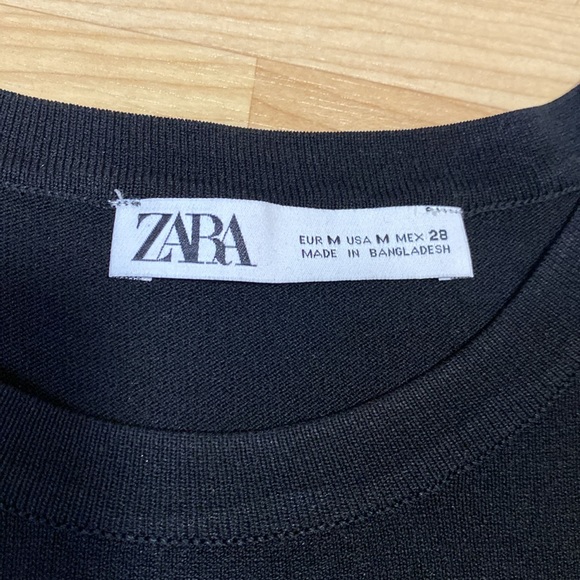 ZARA
EUR M USA M MEX 28
MADE IN BANGLADESH